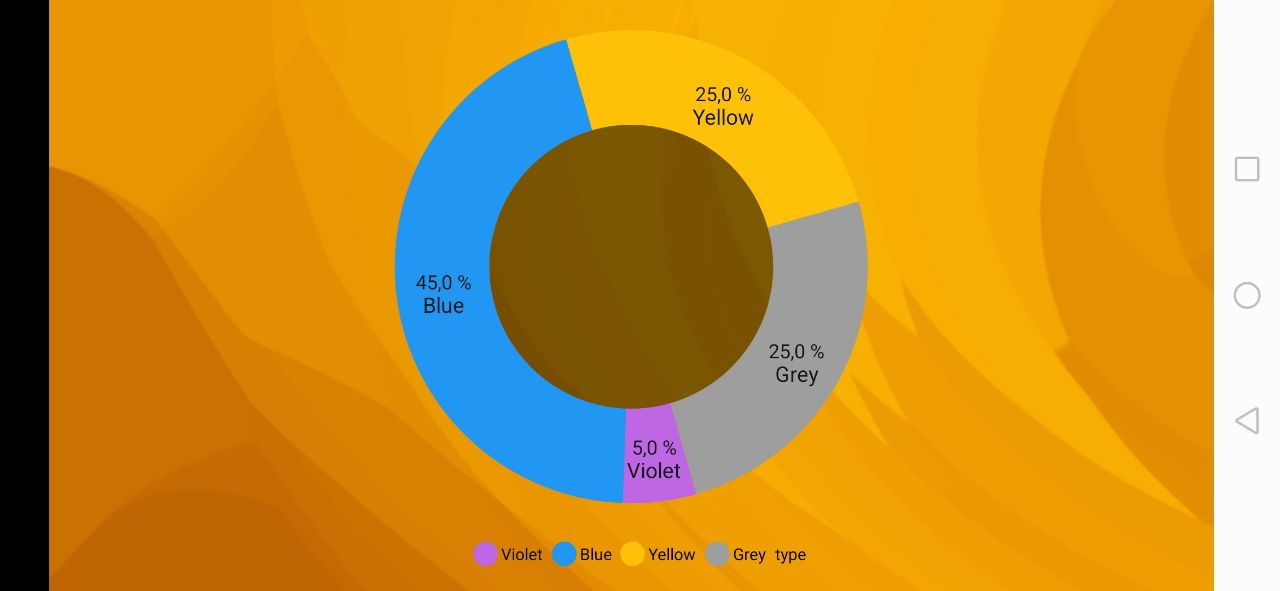 25,0 %
Yellow
45,0 %
Blue
25,0 %
Grey
5,0 %
Violet
Violet Blue Yellow Grey type